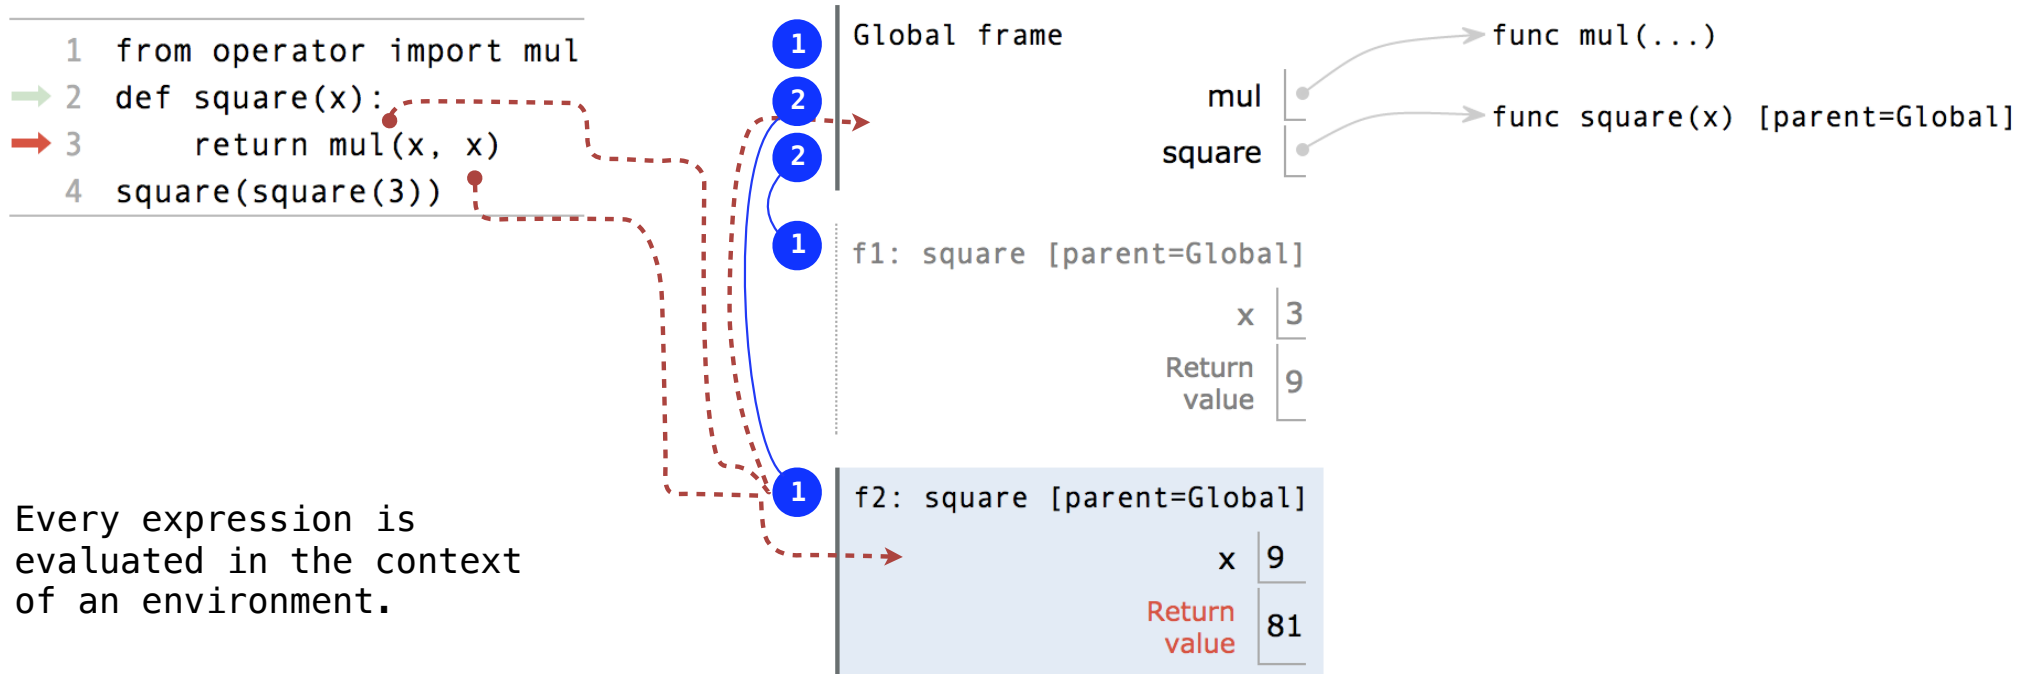 1 from operator import mul
2 def square(x):
3 return mul(x, x)
4 square(square(3))
Every expression is
evaluated in the context
of an environment.
1
2
2
1
1
Global frame
mul
square
func mul(...)
func square(x) [parent=Global]
f1: square [parent=Global]
x 3
Return
value 9
f2: square [parent=Global]
x 9
Return
value 81